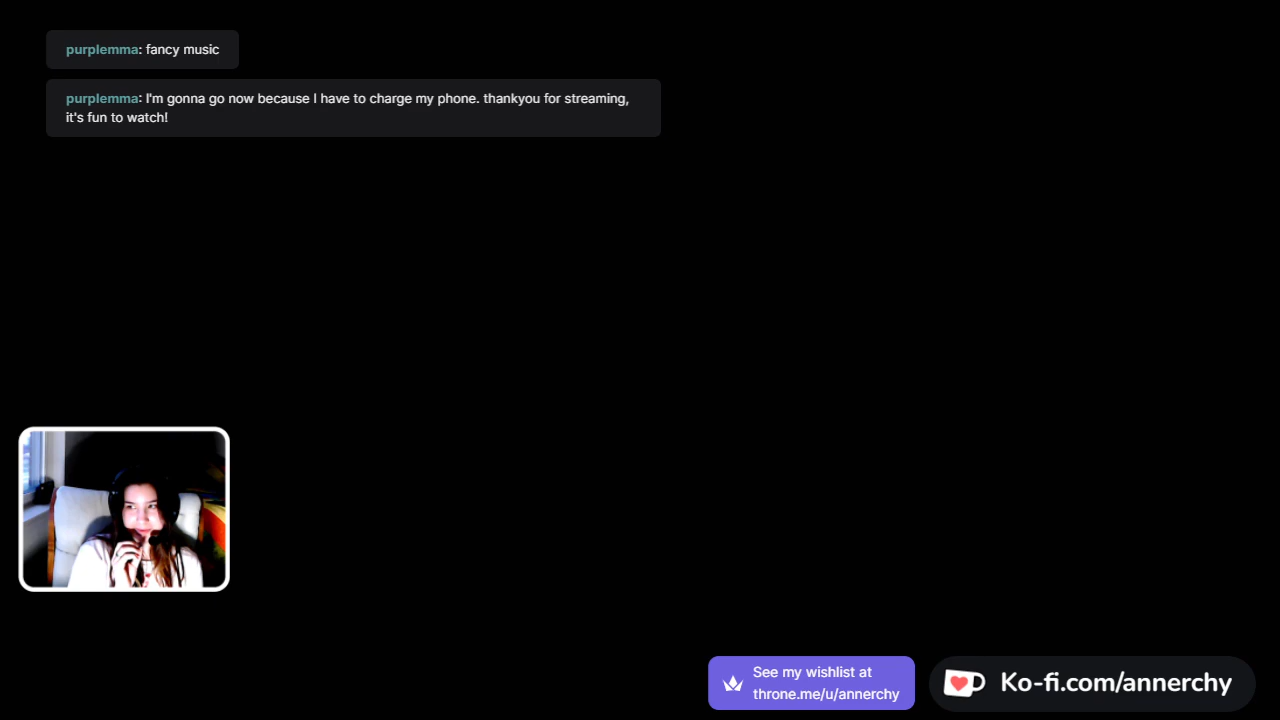 purplemma: fancy music
purplemma: I'm gonna go now because I have to charge my phone. thankyou for streaming,
it's fun to watch!
See my wishlist at
throne.me/u/annerchy
Ko-fi.com/annerchy